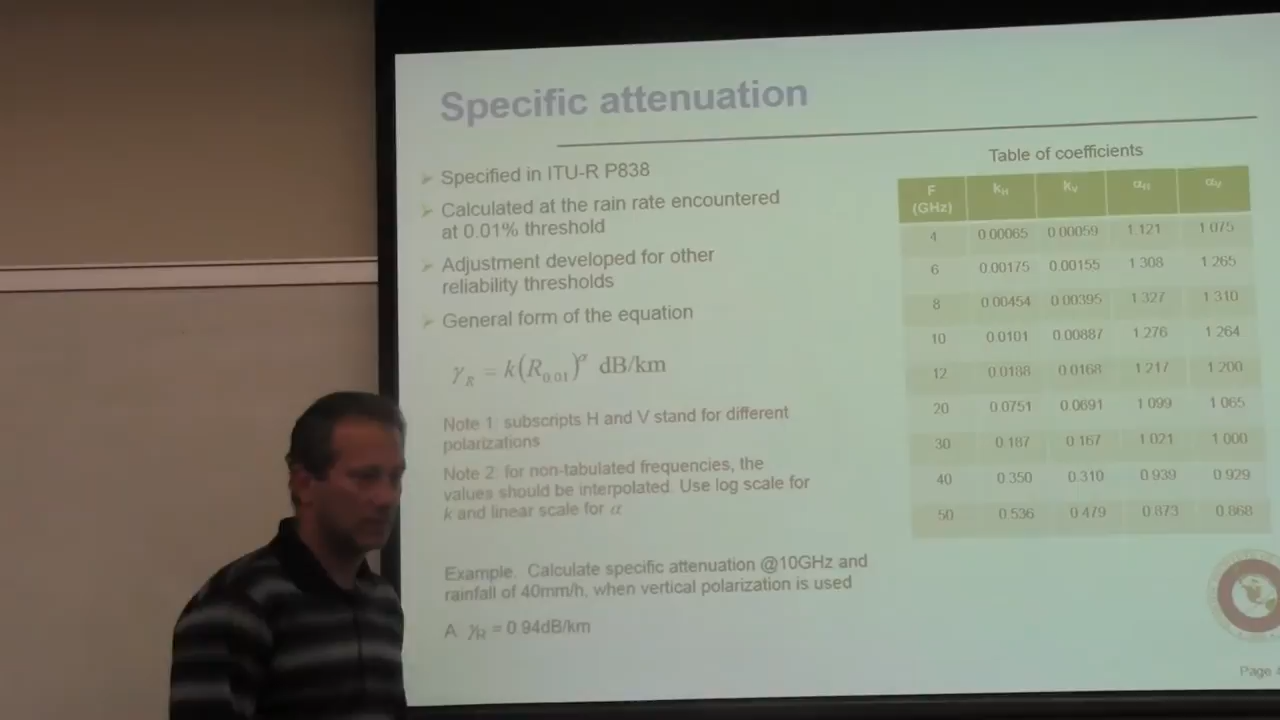 Specific attenuation
Specified in ITU-R P838
Calculated at the rain rate encountered
at 0.01% threshold
Adjustment developed for other
reliability thresholds
General form of the equation
γR = k(R0.01)^α dB/km
Note 1: subscripts H and V stand for different
polarizations
Note 2: for non-tabulated frequencies, the
values should be interpolated. Use log scale for
k and linear scale for α
Example. Calculate specific attenuation @10GHz and
rainfall of 40mm/h, when vertical polarization is used
A γR = 0.94dB/km
Table of coefficients
F (GHz) kH kV αH αV
4 0.00065 0.00059 1.121 1.075
6 0.00175 0.00155 1.308 1.265
8 0.00454 0.00395 1.327 1.310
10 0.0101 0.00887 1.276 1.264
12 0.0188 0.0168 1.217 1.200
20 0.0751 0.0691 1.099 1.065
30 0.187 0.167 1.021 1.000
40 0.350 0.310 0.939 0.929
50 0.536 0.479 0.873 0.868
Page